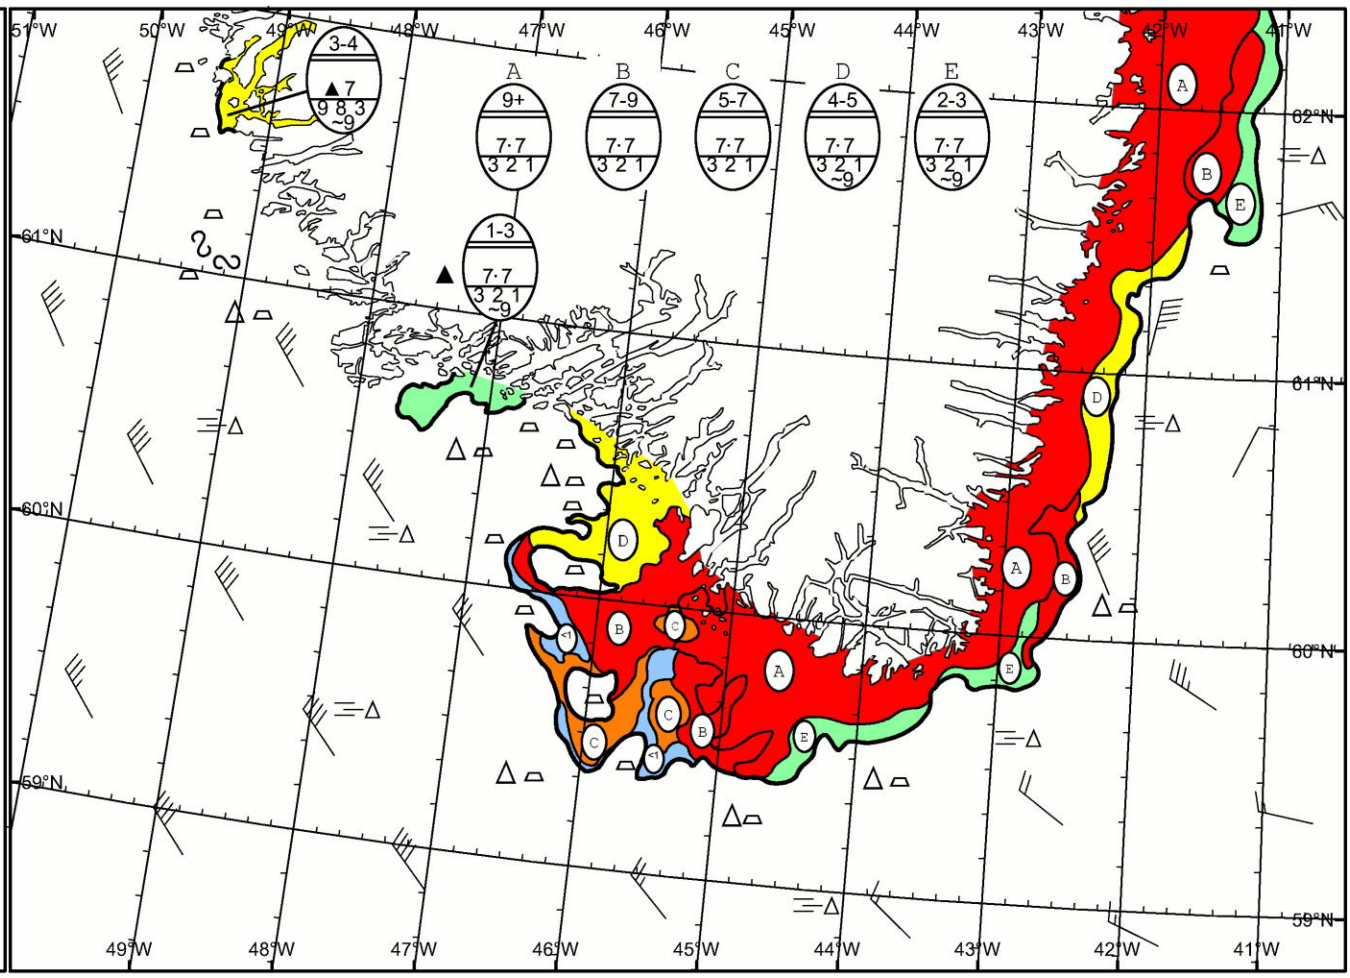 51°W 50°W 49°W 48°W 47°W 46°W 45°W 44°W 43°W 42°W 41°W
3-4
▲ 7
9 8 3
~9
A B C D E
9+ 7-9 5-7 4-5 2-3
7·7 7·7 7·7 7·7 7·7
3 2 1 3 2 1 3 2 1 3 2 1 3 2 1
~9 ~9
A
62°N
B
E
1-3
61°N
7·7
3 2 1
~9
61°N
D
60°N
D
A
B
B
C
60°N
A
E
C
B
E
C
59°N
59°N
49°W 48°W 47°W 46°W 45°W 44°W 43°W 42°W 41°W